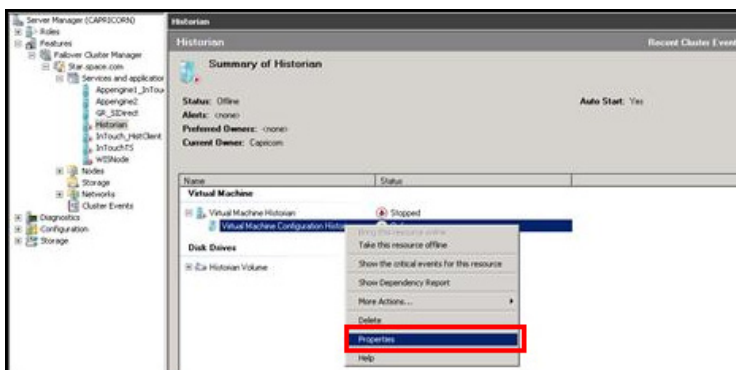 Server Manager (CAPRICORN)
Roles
Features
Failover Cluster Manager
Star.space.com
Services and applicator
Appengine1_InTou
Appengine2
GR_SIDirect
Historian
InTouch_HistClient
InTouchTS
WISNode
Nodes
Storage
Networks
Cluster Events
Diagnostics
Configuration
Storage
Historian
Historian
Recent Cluster Event
Summary of Historian
Status: Offline
Auto Start: Yes
Alerts: <none>
Preferred Owners: <none>
Current Owner: Capricorn
Name
Status
Virtual Machine
Virtual Machine Historian
Stopped
Virtual Machine Configuration Histor
Disk Drives
Historian Volume
Bring this resource online
Take this resource offline
Show the critical events for this resource
Show Dependency Report
More Actions...
Delete
Properties
Help